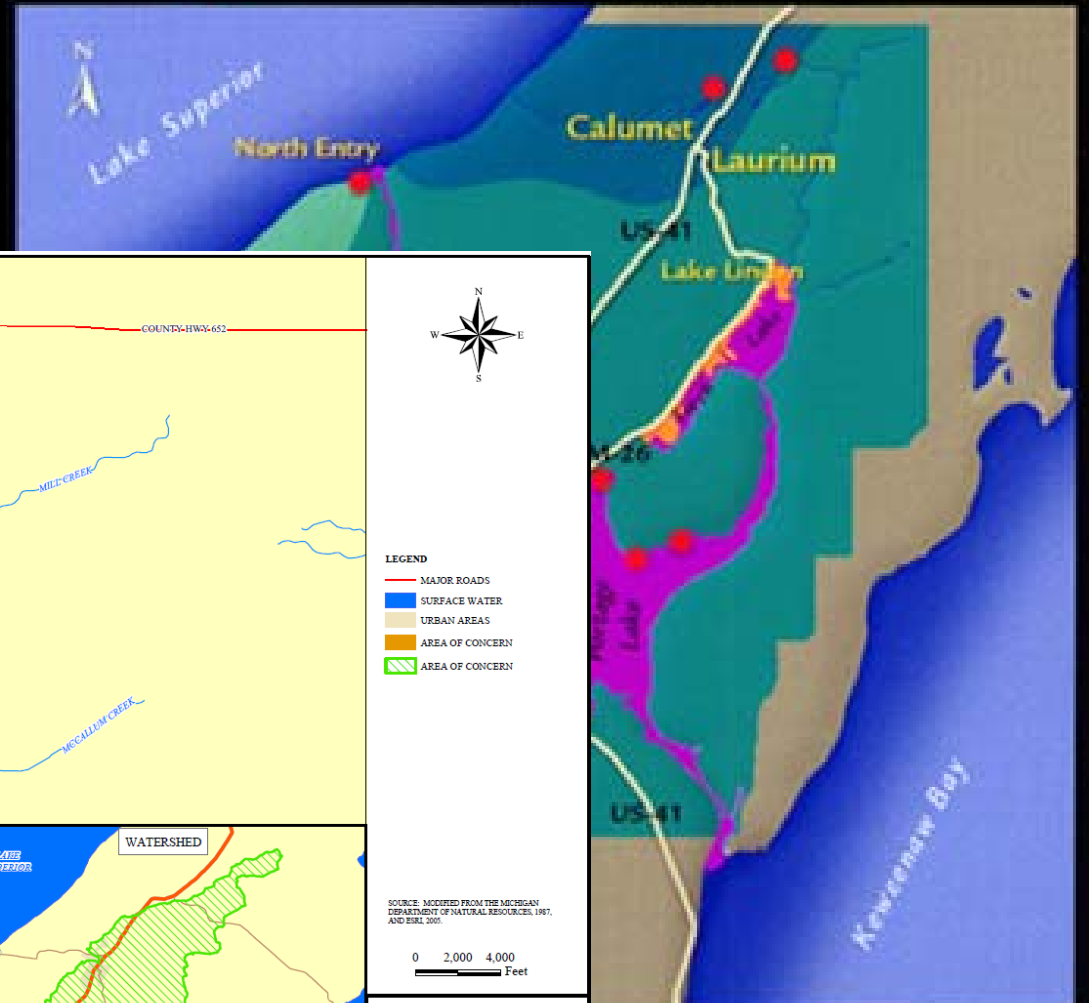 N
Lake Superior
North Entry
Calumet
Laurium
US-41
Lake Linden
Lake
M-26
Lake
US-41
Keweenaw Bay
COUNTY HWY 652
MILL CREEK
MCCALLUM CREEK
N
W
E
S
LEGEND
MAJOR ROADS
SURFACE WATER
URBAN AREAS
AREA OF CONCERN
AREA OF CONCERN
WATERSHED
SOURCE: MODIFIED FROM THE MICHIGAN
DEPARTMENT OF NATURAL RESOURCES, 1987,
AND ESRI, 2005.
0 2,000 4,000
Feet